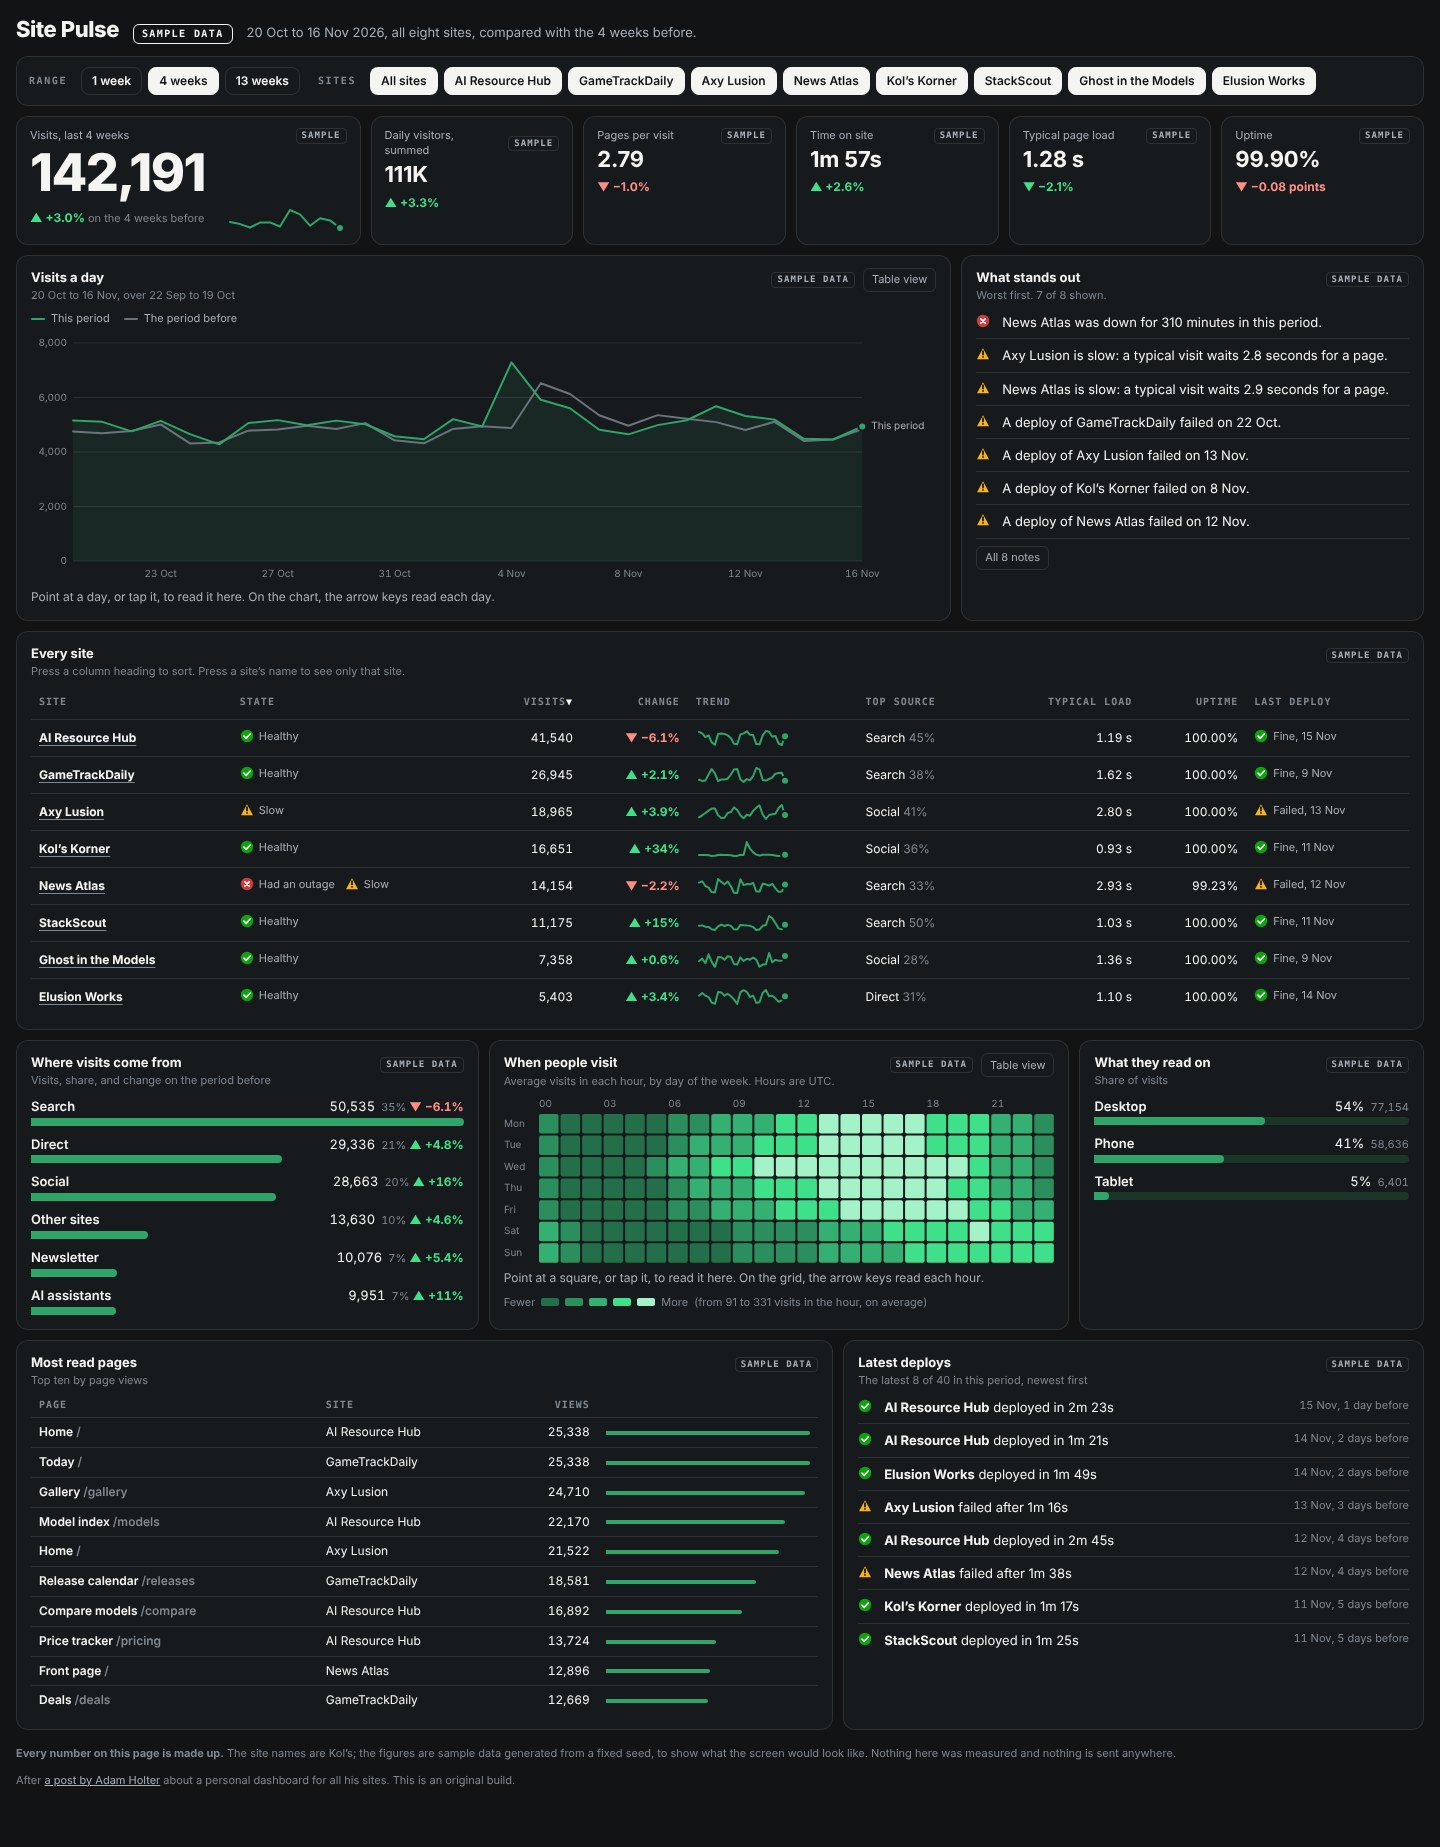 Site Pulse
SAMPLE DATA
20 Oct to 16 Nov 2026, all eight sites, compared with the 4 weeks before.
RANGE 1 week 4 weeks 13 weeks SITES All sites AI Resource Hub GameTrackDaily Axy Lusion News Atlas Kol’s Korner StackScout Ghost in the Models Elusion Works
Visits, last 4 weeks SAMPLE
142,191
▲ +3.0% on the 4 weeks before
Daily visitors,
summed
SAMPLE
111K
▲ +3.3%
Pages per visit SAMPLE
2.79
▼ −1.0%
Time on site SAMPLE
1m 57s
▲ +2.6%
Typical page load SAMPLE
1.28 s
▼ −2.1%
Uptime SAMPLE
99.90%
▼ −0.08 points
Visits a day
SAMPLE DATA Table view
20 Oct to 16 Nov, over 22 Sep to 19 Oct
This period The period before
8,000
6,000
4,000
2,000
0
This period
23 Oct 27 Oct 31 Oct 4 Nov 8 Nov 12 Nov 16 Nov
Point at a day, or tap it, to read it here. On the chart, the arrow keys read each day.
What stands out SAMPLE DATA
Worst first. 7 of 8 shown.
News Atlas was down for 310 minutes in this period.
Axy Lusion is slow: a typical visit waits 2.8 seconds for a page.
News Atlas is slow: a typical visit waits 2.9 seconds for a page.
A deploy of GameTrackDaily failed on 22 Oct.
A deploy of Axy Lusion failed on 13 Nov.
A deploy of Kol’s Korner failed on 8 Nov.
A deploy of News Atlas failed on 12 Nov.
All 8 notes
Every site SAMPLE DATA
Press a column heading to sort. Press a site’s name to see only that site.
SITE STATE VISITS▼ CHANGE TREND TOP SOURCE TYPICAL LOAD UPTIME LAST DEPLOY
AI Resource Hub Healthy 41,540 ▼ −6.1% Search 45% 1.19 s 100.00% Fine, 15 Nov
GameTrackDaily Healthy 26,945 ▲ +2.1% Search 38% 1.62 s 100.00% Fine, 9 Nov
Axy Lusion Slow 18,965 ▲ +3.9% Social 41% 2.80 s 100.00% Failed, 13 Nov
Kol’s Korner Healthy 16,651 ▲ +34% Social 36% 0.93 s 100.00% Fine, 11 Nov
News Atlas Had an outage Slow 14,154 ▼ −2.2% Search 33% 2.93 s 99.23% Failed, 12 Nov
StackScout Healthy 11,175 ▲ +15% Search 50% 1.03 s 100.00% Fine, 11 Nov
Ghost in the Models Healthy 7,358 ▲ +0.6% Social 28% 1.36 s 100.00% Fine, 9 Nov
Elusion Works Healthy 5,403 ▲ +3.4% Direct 31% 1.10 s 100.00% Fine, 14 Nov
Where visits come from SAMPLE DATA
Visits, share, and change on the period before
Search 50,535 35% ▼ −6.1%
Direct 29,336 21% ▲ +4.8%
Social 28,663 20% ▲ +16%
Other sites 13,630 10% ▲ +4.6%
Newsletter 10,076 7% ▲ +5.4%
AI assistants 9,951 7% ▲ +11%
When people visit SAMPLE DATA Table view
Average visits in each hour, by day of the week. Hours are UTC.
00 03 06 09 12 15 18 21
Mon
Tue
Wed
Thu
Fri
Sat
Sun
Point at a square, or tap it, to read it here. On the grid, the arrow keys read each hour.
Fewer More (from 91 to 331 visits in the hour, on average)
What they read on SAMPLE DATA
Share of visits
Desktop 54% 77,154
Phone 41% 58,636
Tablet 5% 6,401
Most read pages SAMPLE DATA
Top ten by page views
PAGE SITE VIEWS
Home / AI Resource Hub 25,338
Today / GameTrackDaily 25,338
Gallery /gallery Axy Lusion 24,710
Model index /models AI Resource Hub 22,170
Home / Axy Lusion 21,522
Release calendar /releases GameTrackDaily 18,581
Compare models /compare AI Resource Hub 16,892
Price tracker /pricing AI Resource Hub 13,724
Front page / News Atlas 12,896
Deals /deals GameTrackDaily 12,669
Latest deploys SAMPLE DATA
The latest 8 of 40 in this period, newest first
AI Resource Hub deployed in 2m 23s 15 Nov, 1 day before
AI Resource Hub deployed in 1m 21s 14 Nov, 2 days before
Elusion Works deployed in 1m 49s 14 Nov, 2 days before
Axy Lusion failed after 1m 16s 13 Nov, 3 days before
AI Resource Hub deployed in 2m 45s 12 Nov, 4 days before
News Atlas failed after 1m 38s 12 Nov, 4 days before
Kol’s Korner deployed in 1m 17s 11 Nov, 5 days before
StackScout deployed in 1m 25s 11 Nov, 5 days before
Every number on this page is made up. The site names are Kol’s; the figures are sample data generated from a fixed seed, to show what the screen would look like. Nothing here was measured and nothing is sent anywhere.
After a post by Adam Holter about a personal dashboard for all his sites. This is an original build.